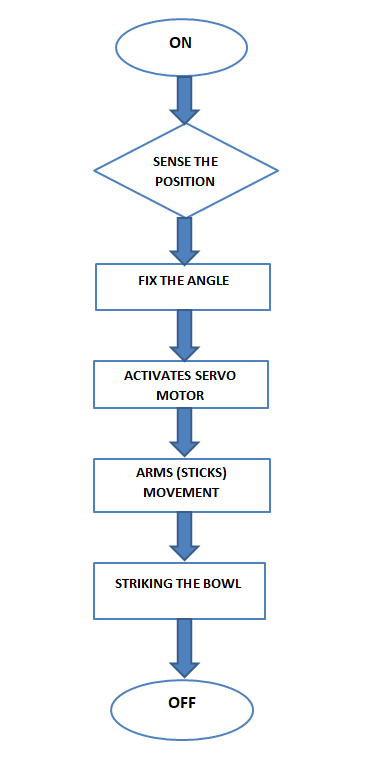 ON
SENSE THE
POSITION
FIX THE ANGLE
ACTIVATES SERVO
MOTOR
ARMS (STICKS)
MOVEMENT
STRIKING THE BOWL
OFF